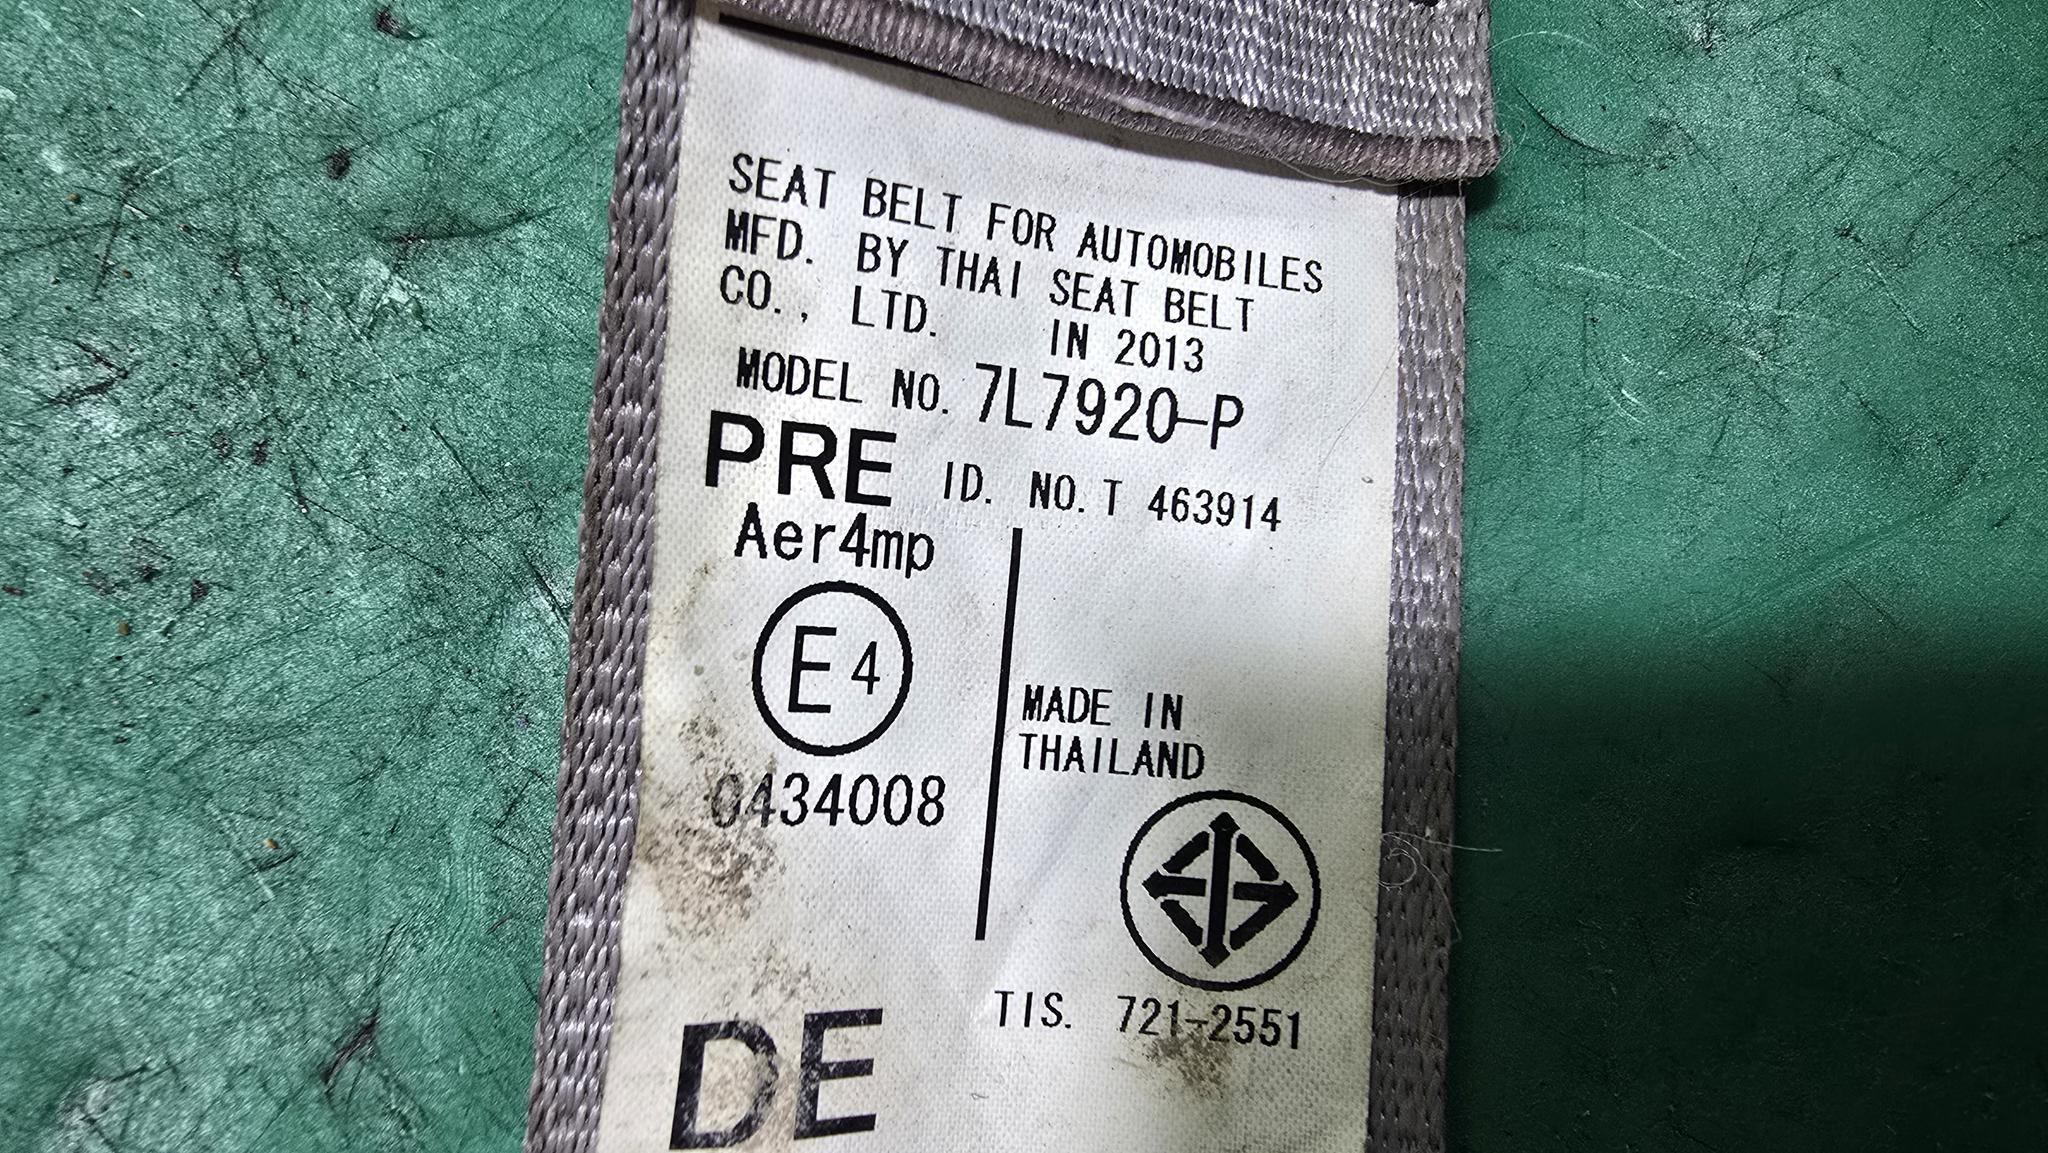 SEAT BELT FOR AUTOMOBILES
MFD. BY THAI SEAT BELT
CO., LTD. IN 2013
MODEL NO. 7L7920-P
PRE ID. NO. T 463914
Aer4mp
E4
0434008
MADE IN
THAILAND
TIS. 721-2551
DE